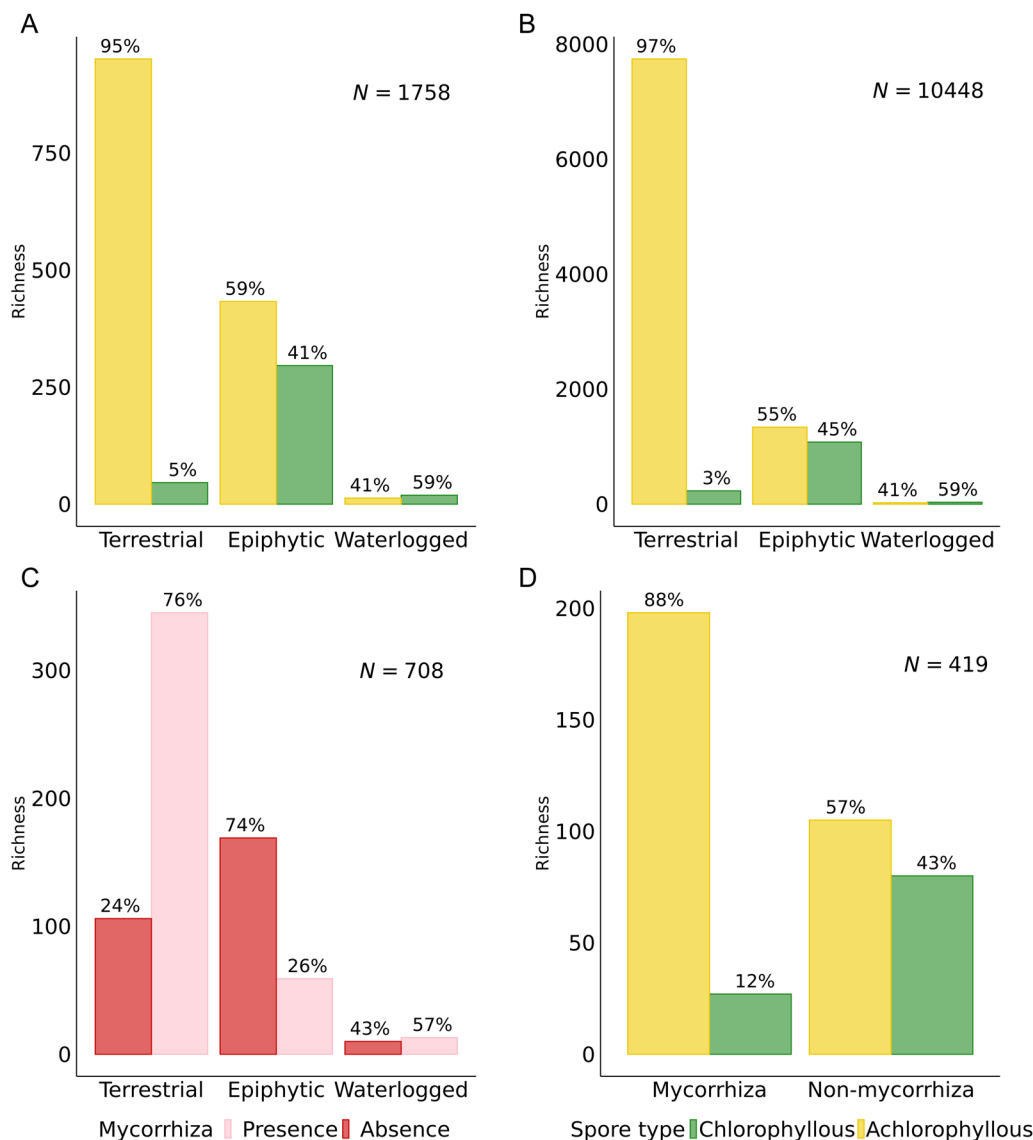 A
95%
N = 1758
750
59%
500
41%
Richness
250
5%
41%
59%
0
Terrestrial
Epiphytic
Waterlogged
B
8000
97%
N = 10448
6000
4000
Richness
2000
55%
45%
3%
41%
59%
0
Terrestrial
Epiphytic
Waterlogged
C
76%
300
N = 708
200
74%
Richness
24%
100
26%
43%
57%
0
Terrestrial
Epiphytic
Waterlogged
Mycorrhiza
Presence
Absence
D
200
88%
N = 419
150
57%
100
43%
Richness
50
12%
0
Mycorrhiza
Non-mycorrhiza
Spore type
Chlorophyllous
Achlorophyllous